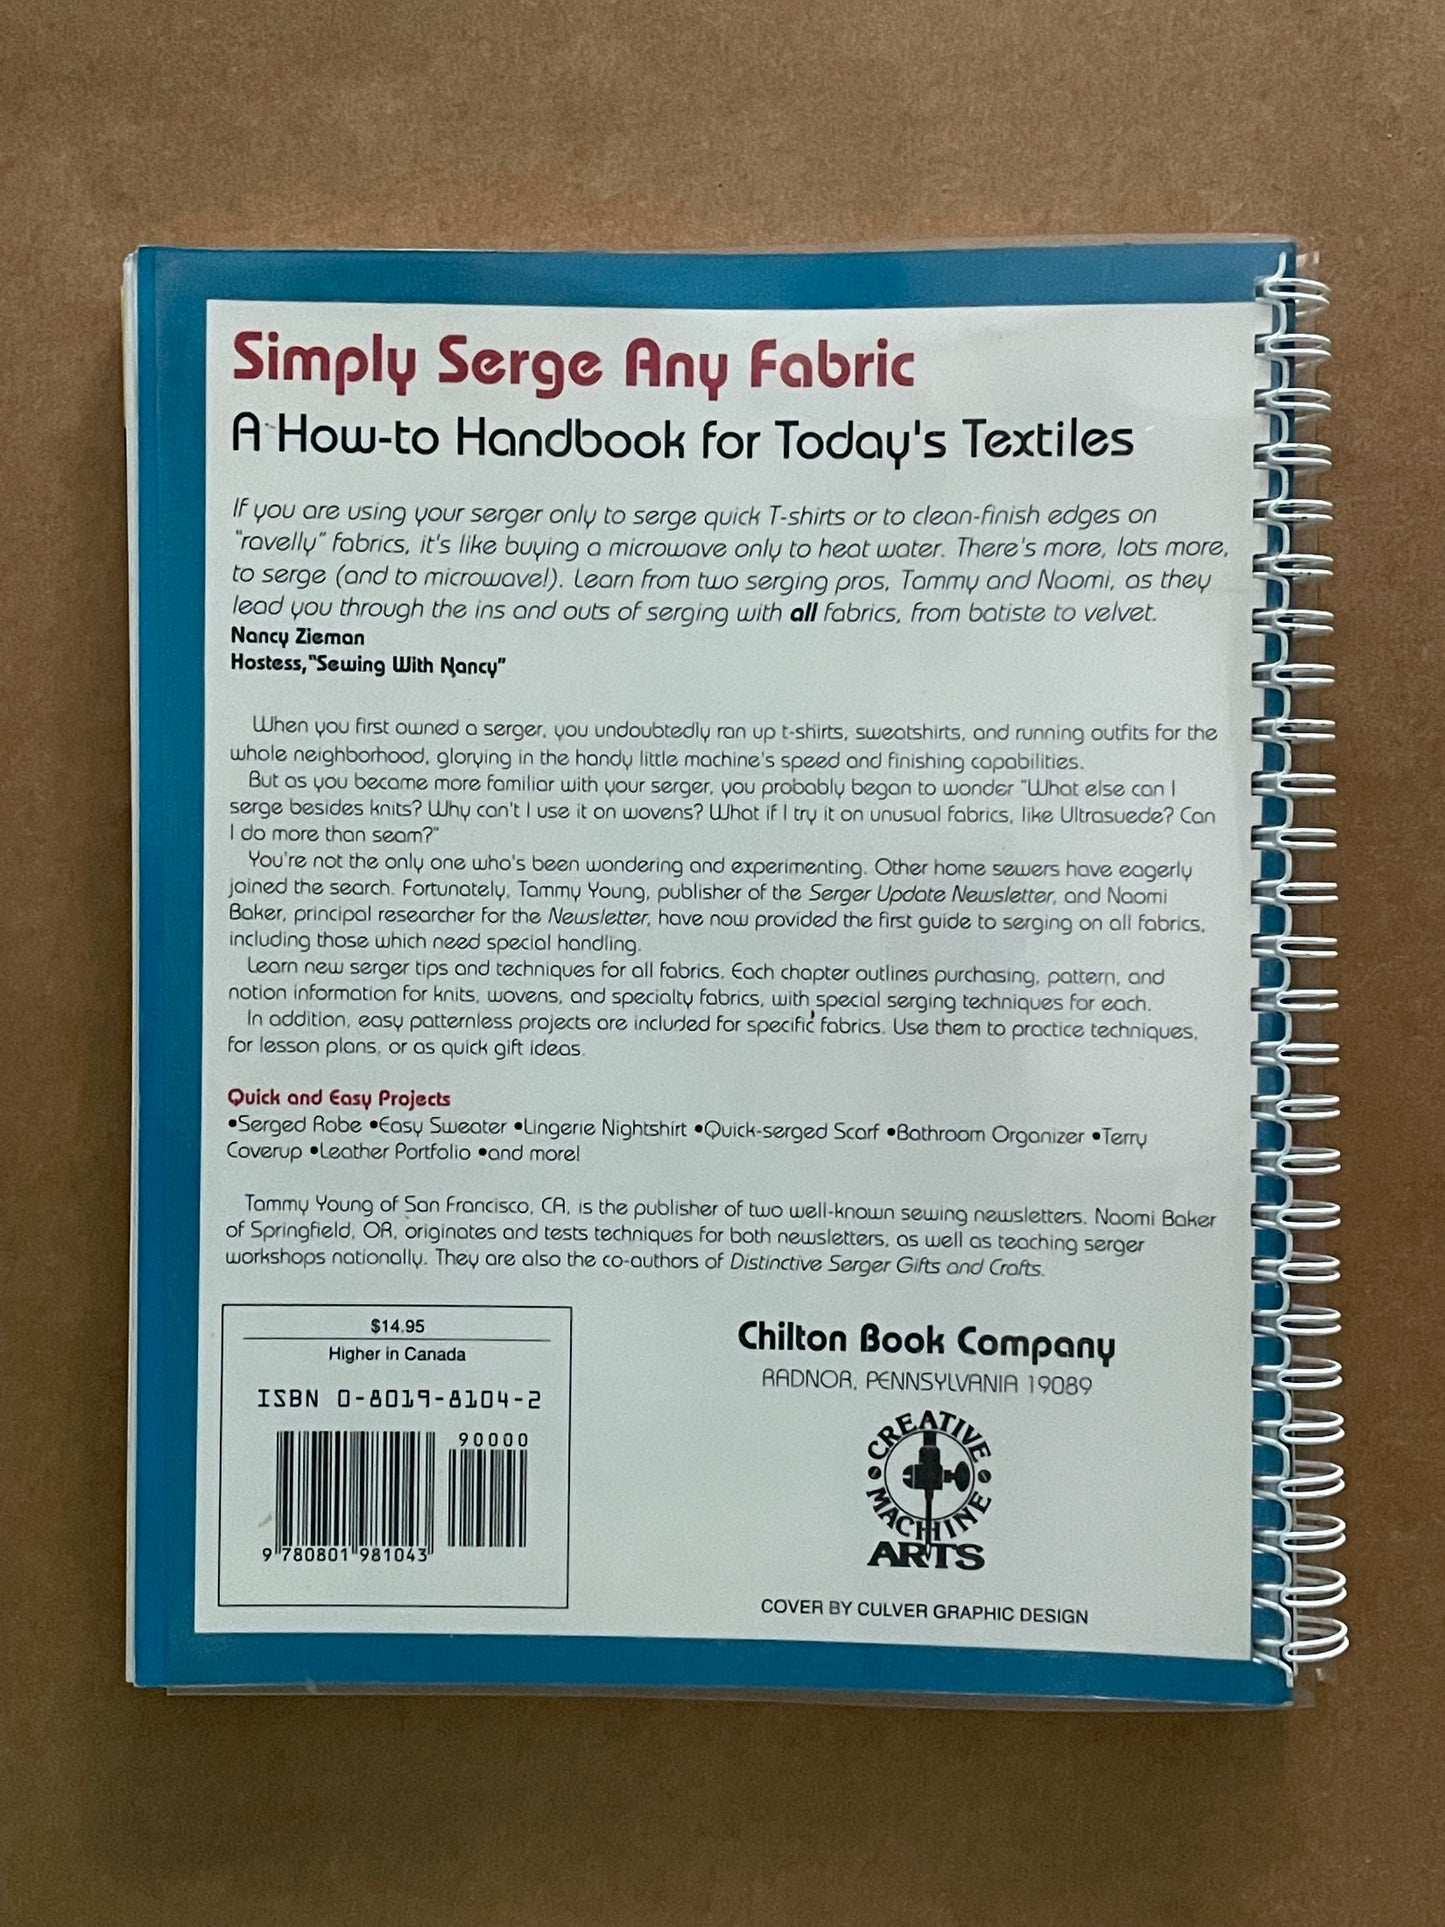 Simply Serge Any Fabric
A How-to Handbook for Today's Textiles
If you are using your serger only to serge quick T-shirts or to clean-finish edges on
"ravelly" fabrics, it's like buying a microwave only to heat water. There's more, lots more,
to serge (and to microwave!). Learn from two serging pros, Tammy and Naomi, as they
lead you through the ins and outs of serging with all fabrics, from batiste to velvet.
Nancy Zieman
Hostess, "Sewing With Nancy"
When you first owned a serger, you undoubtedly ran up t-shirts, sweatshirts, and running outfits for the
whole neighborhood, glorying in the handy little machine's speed and finishing capabilities.
But as you became more familiar with your serger, you probably began to wonder "What else can I
serge besides knits? Why can't I use it on wovens? What if I try it on unusual fabrics, like Ultrasuede? Can
I do more than seam?"
You're not the only one who's been wondering and experimenting. Other home sewers have eagerly
joined the search. Fortunately, Tammy Young, publisher of the Serger Update Newsletter, and Naomi
Baker, principal researcher for the Newsletter, have now provided the first guide to serging on all fabrics,
including those which need special handling.
Learn new serger tips and techniques for all fabrics. Each chapter outlines purchasing, pattern, and
notion information for knits, wovens, and specialty fabrics, with special serging techniques for each.
In addition, easy patternless projects are included for specific fabrics. Use them to practice techniques,
for lesson plans, or as quick gift ideas.
Quick and Easy Projects
•Serged Robe •Easy Sweater •Lingerie Nightshirt •Quick-serged Scarf •Bathroom Organizer •Terry
Coverup •Leather Portfolio •and more!
Tammy Young of San Francisco, CA, is the publisher of two well-known sewing newsletters. Naomi Baker
of Springfield, OR, originates and tests techniques for both newsletters, as well as teaching serger
workshops nationally. They are also the co-authors of Distinctive Serger Gifts and Crafts.
$14.95
Higher in Canada
ISBN 0-8019-8104-2
90000
9 780801 981043
Chilton Book Company
RADNOR, PENNSYLVANIA 19089
CREATIVE
MACHINE
ARTS
COVER BY CULVER GRAPHIC DESIGN